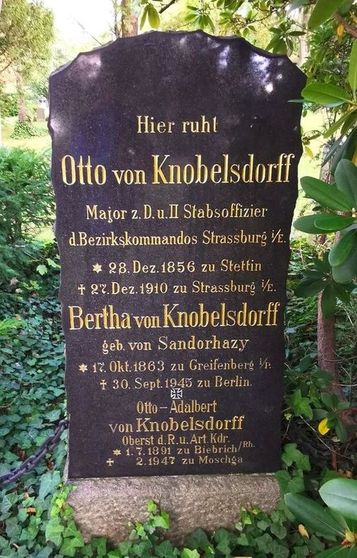 Hier ruht
Otto von Knobelsdorff
Major z.D.u.II Stabsoffizier
d.Bezirkskommandos Strassburg i/E.
* 28. Dez. 1856 zu Stettin
† 27. Dez. 1910 zu Strassburg i/E.
Bertha von Knobelsdorff
geb. von Sandorhazy
* 17. Okt. 1863 zu Greifenberg i/P.
† 30. Sept. 1945 zu Berlin.
Otto-Adalbert
von Knobelsdorff
Oberst d.R.u. Art. Kdr.
* 1.7.1891 zu Biebrich/Rh.
† 2.1947 zu Moschga